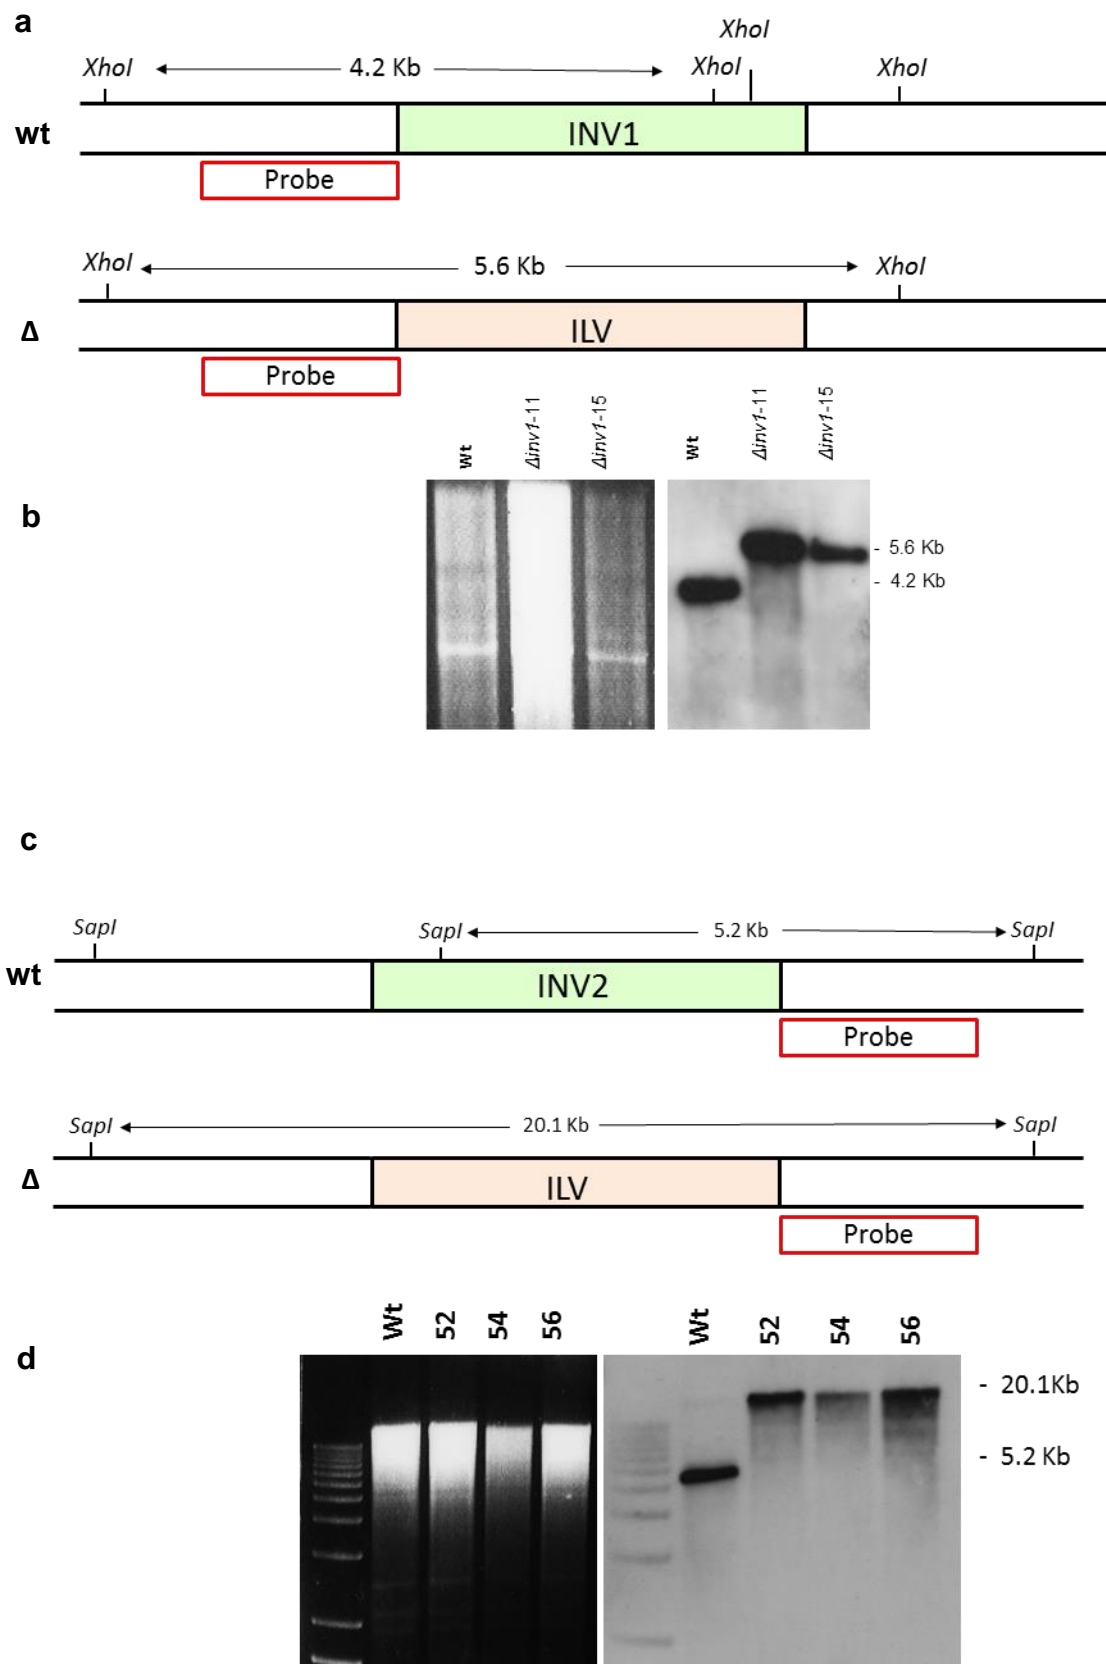 a
XhoI
XhoI 4.2 Kb XhoI XhoI
wt INV1
Probe
XhoI 5.6 Kb XhoI
Δ ILV
Probe
wt Δinv1-11 Δinv1-15 wt Δinv1-11 Δinv1-15
b
- 5.6 Kb
- 4.2 Kb
c
SapI SapI 5.2 Kb SapI
wt INV2
Probe
SapI 20.1 Kb SapI
Δ ILV
Probe
Wt 52 54 56 Wt 52 54 56
d
- 20.1Kb
- 5.2 Kb